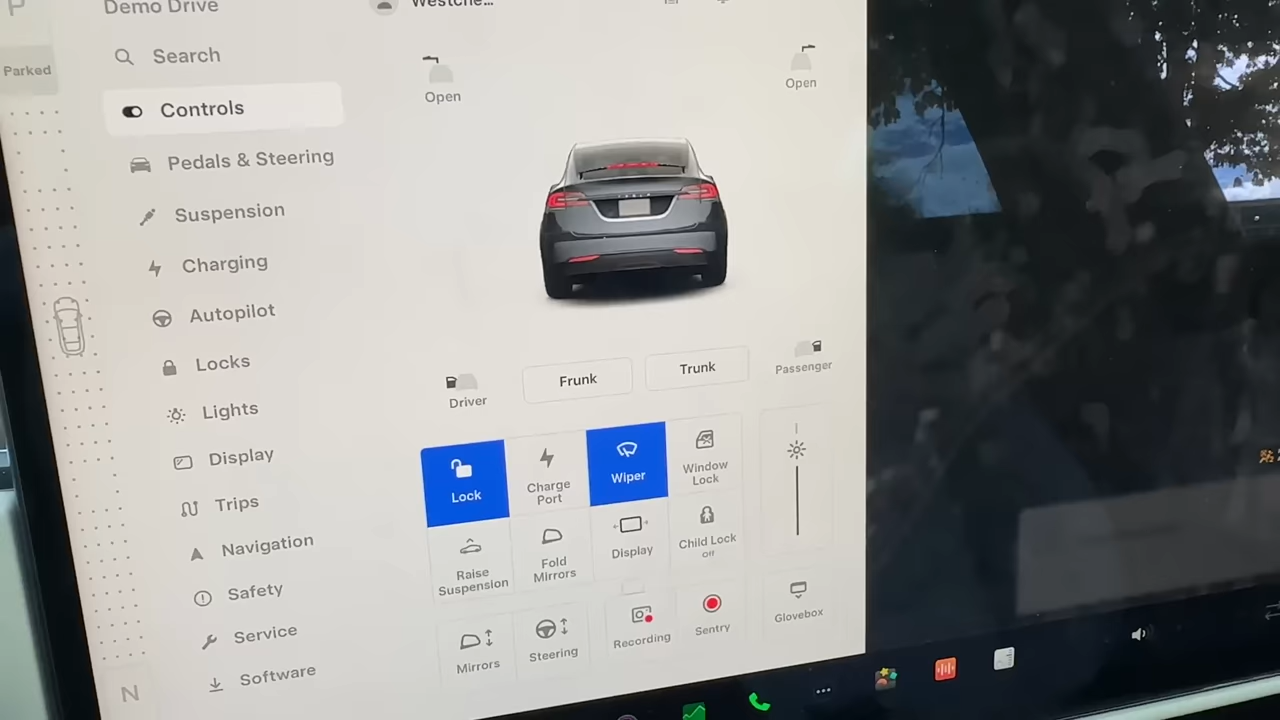 P
Demo Drive
Westche...
Parked
Search
Controls
Pedals & Steering
Suspension
Charging
Autopilot
Locks
Lights
Display
Trips
Navigation
Safety
Service
Software
N
Open
Open
TESLA
Driver
Frunk
Trunk
Passenger
Lock
Charge
Port
Wiper
Window
Lock
Raise
Suspension
Fold
Mirrors
Display
Child Lock
Off
Mirrors
Steering
Recording
Sentry
Glovebox